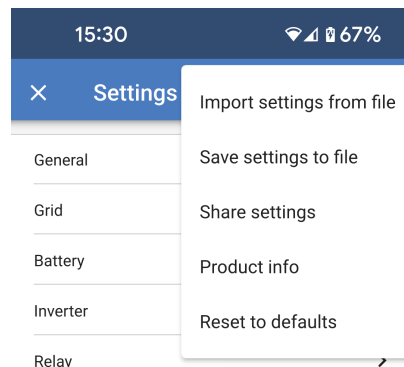 15:30 67%
Settings
Import settings from file
Save settings to file
Share settings
Product info
Reset to defaults
General
Grid
Battery
Inverter
Relay